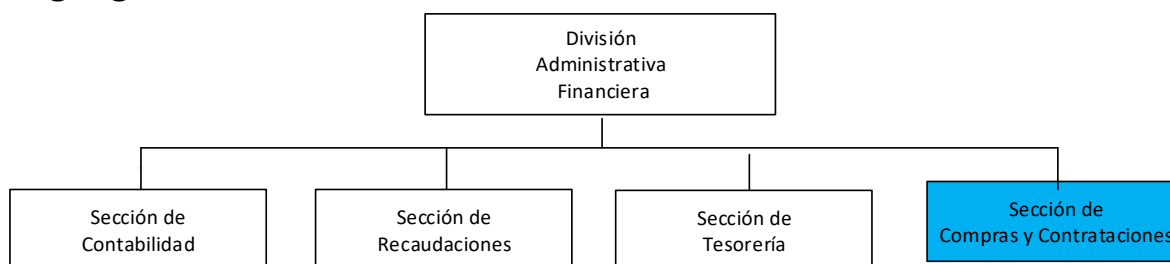 División
Administrativa
Financiera
Sección de
Contabilidad
Sección de
Recaudaciones
Sección de
Tesorería
Sección de
Compras y Contrataciones